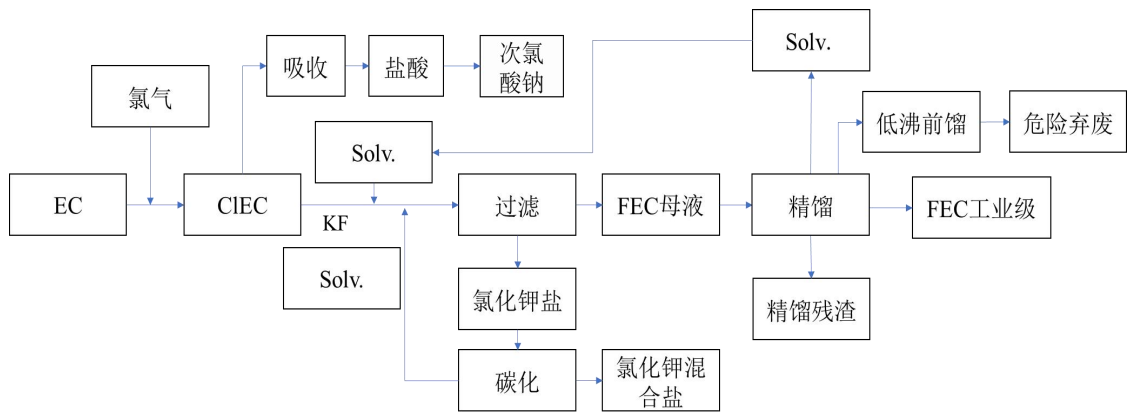 Solv.
吸收
盐酸
次氯
酸钠
氯气
低沸前馏
危险弃废
Solv.
EC
ClEC
KF
过滤
FEC母液
精馏
FEC工业级
Solv.
氯化钾盐
精馏残渣
碳化
氯化钾混
合盐